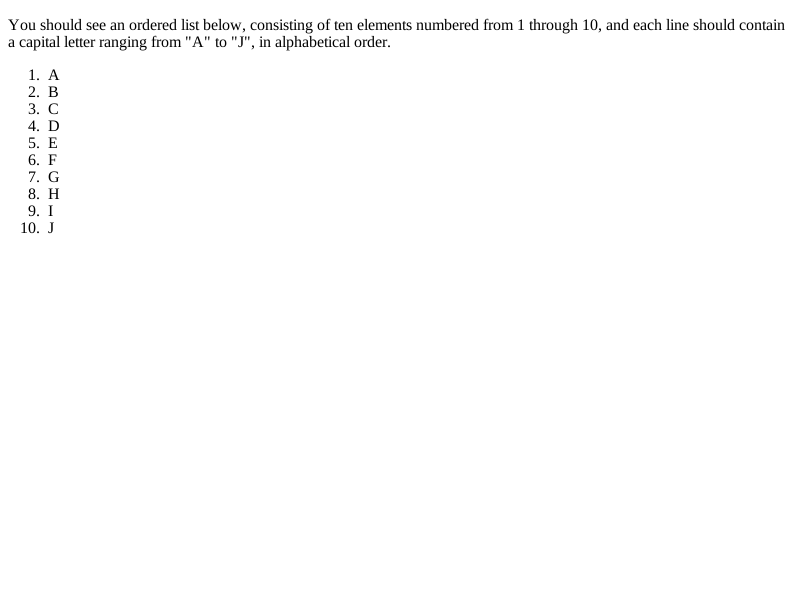 You should see an ordered list below, consisting of ten elements numbered from 1 through 10, and each line should contain
a capital letter ranging from "A" to "J", in alphabetical order.
1. A
2. B
3. C
4. D
5. E
6. F
7. G
8. H
9. I
10. J